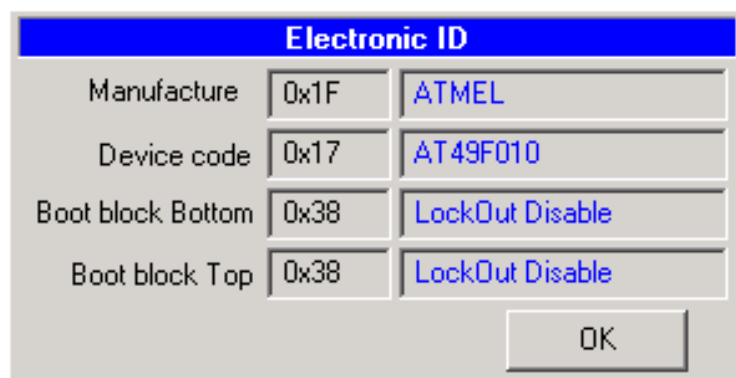 Electronic ID
Manufacture 0x1F ATMEL
Device code 0x17 AT49F010
Boot block Bottom 0x38 LockOut Disable
Boot block Top 0x38 LockOut Disable
OK